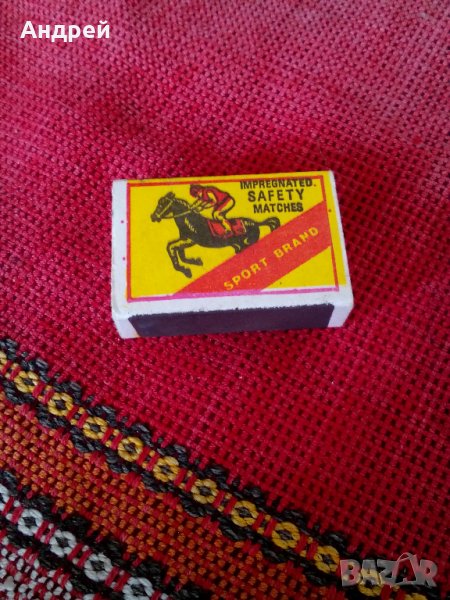 Андрей
IMPREGNATED.
SAFETY
MATCHES
SPORT BRAND
BAZAR